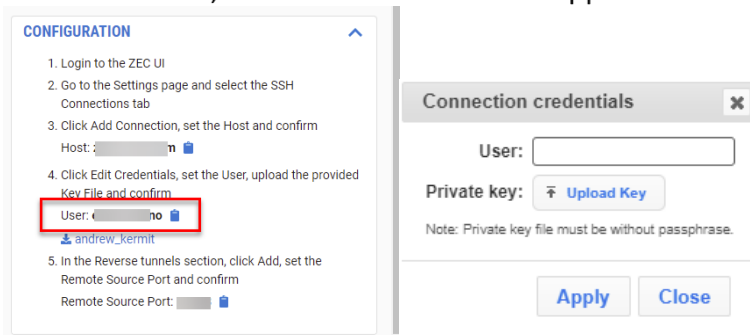 CONFIGURATION
1. Login to the ZEC UI
2. Go to the Settings page and select the SSH
Connections tab
3. Click Add Connection, set the Host and confirm
Host:
4. Click Edit Credentials, set the User, upload the provided
Key File and confirm
User: no
andrew_kermit
5. In the Reverse tunnels section, click Add, set the
Remote Source Port and confirm
Remote Source Port:
Connection credentials
User:
Private key: Upload Key
Note: Private key file must be without passphrase.
Apply Close